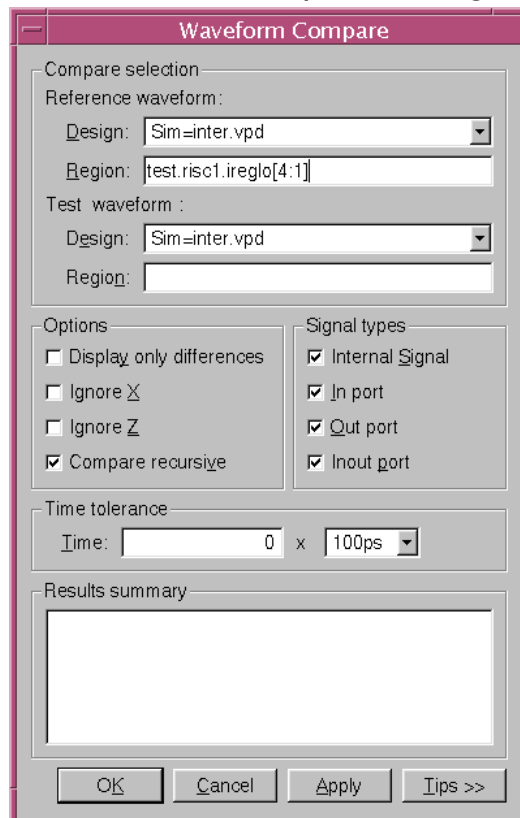 Waveform Compare
Compare selection
Reference waveform:
Design: Sim=inter.vpd
Region: test.risc1.ireglo[4:1]
Test waveform :
Design: Sim=inter.vpd
Region:
Options
Signal types
Display only differences
Internal Signal
Ignore X
In port
Ignore Z
Out port
Compare recursive
Inout port
Time tolerance
Time: 0 x 100ps
Results summary
OK Cancel Apply Tips >>